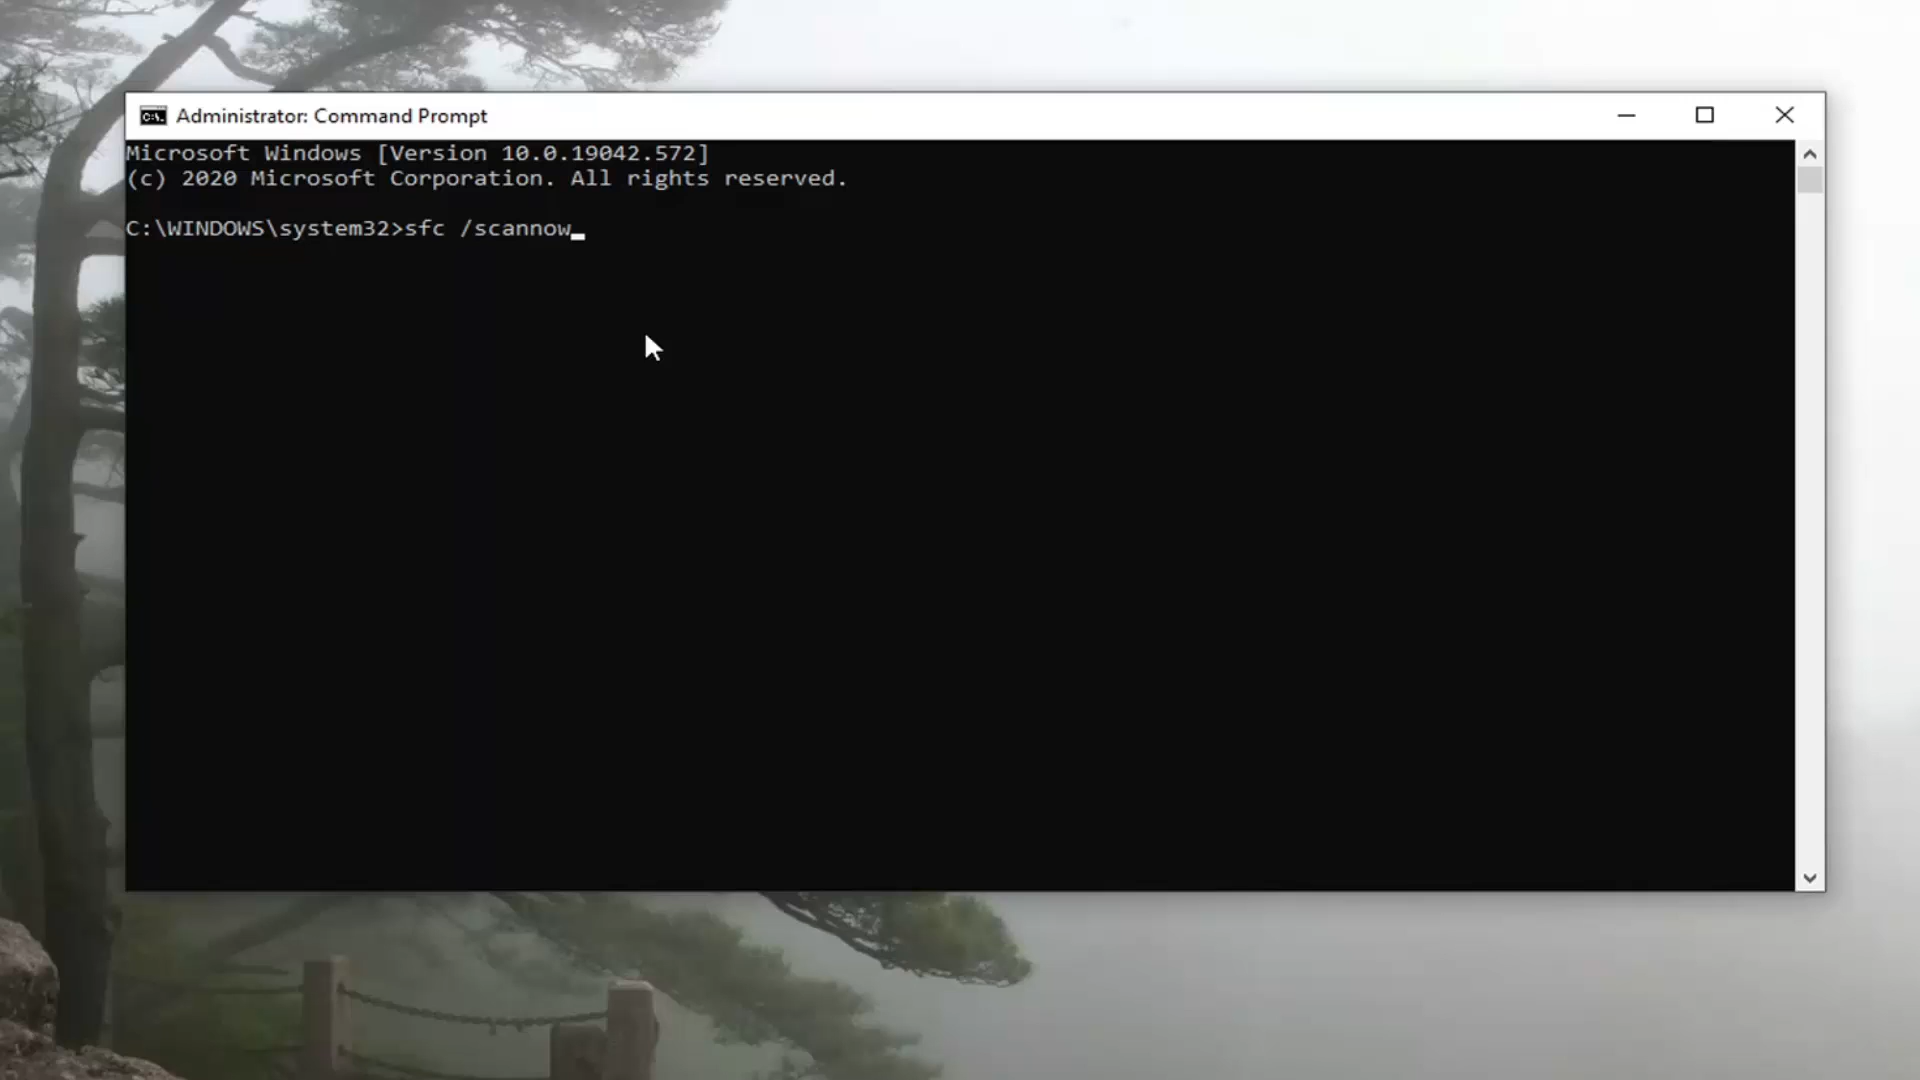 Administrator: Command Prompt
Microsoft Windows [Version 10.0.19042.572]
(c) 2020 Microsoft Corporation. All rights reserved.
C:\WINDOWS\system32>sfc /scannow